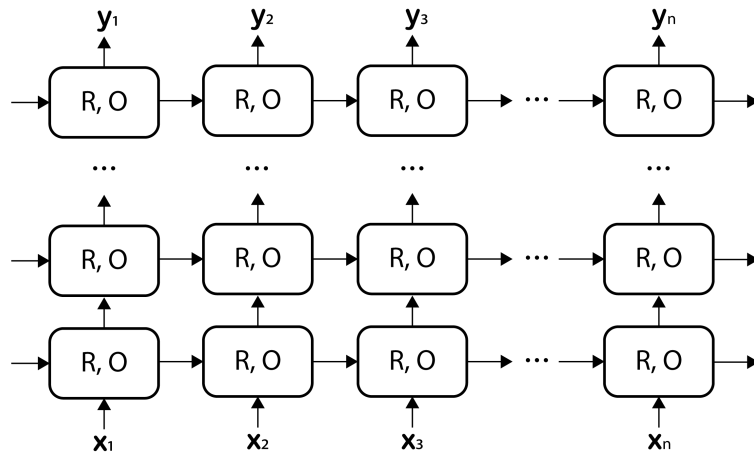 y₁ y₂ y₃ yₙ
R, O R, O R, O ... R, O
... ... ... ...
R, O R, O R, O ... R, O
R, O R, O R, O ... R, O
x₁ x₂ x₃ xₙ